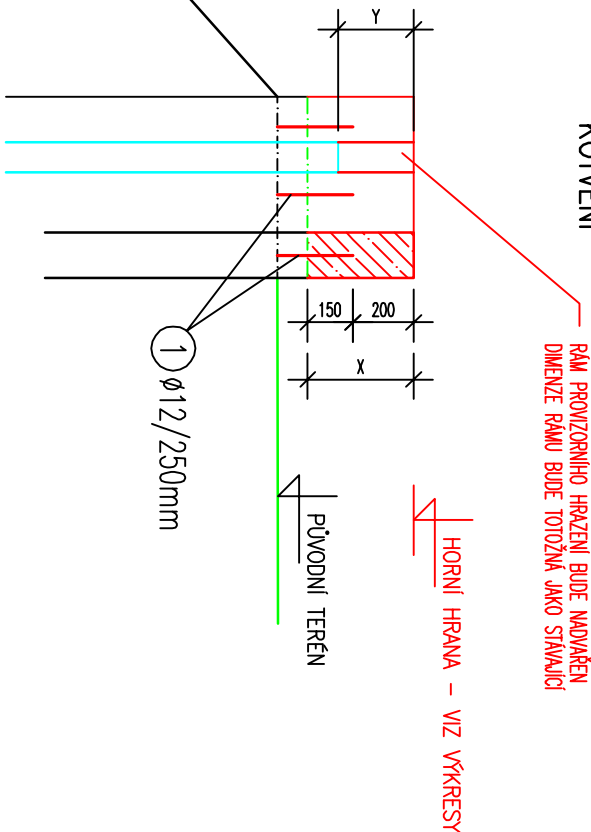 KOTVENÍ
RÁM PROVIZORNÍHO HRAZENÍ BUDE NADVAŘEN
DIMENZE RÁMU BUDE TOTOŽNÁ JAKO STÁVAJÍCÍ
Y
150
200
X
HORNÍ HRANA - VIZ VÝKRESY
PŮVODNÍ TERÉN
1 Ø12/250mm